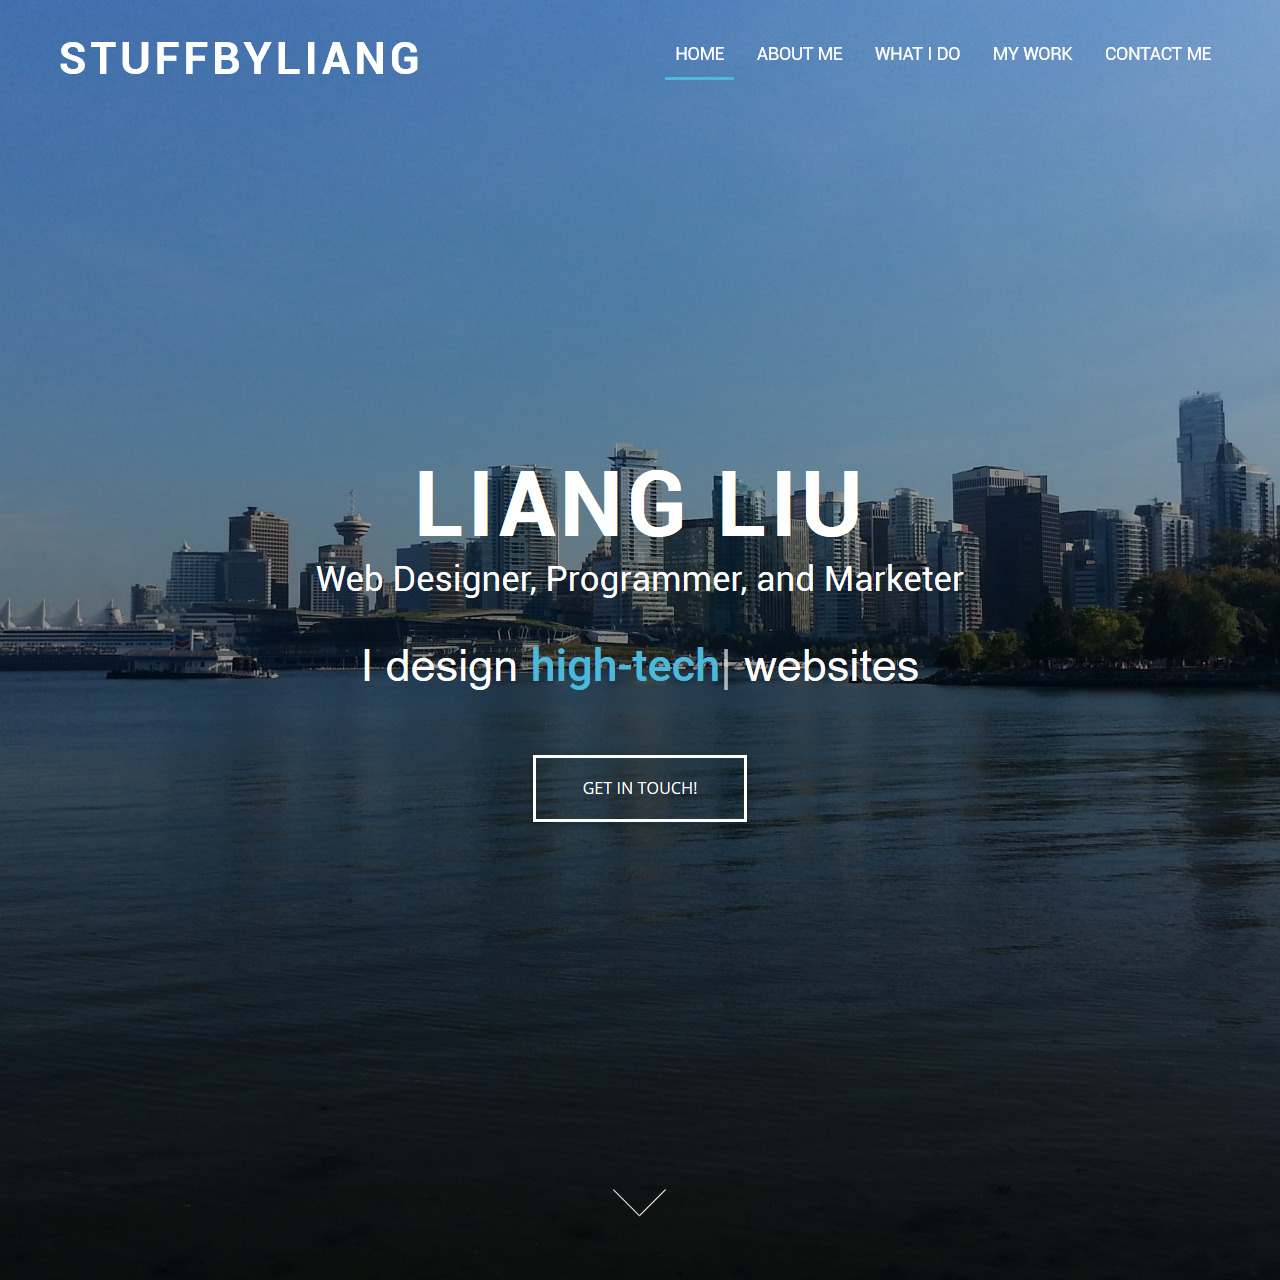 STUFFBYLIANG
HOME ABOUT ME WHAT I DO MY WORK CONTACT ME
LIANG LIU
Web Designer, Programmer, and Marketer
I design high-tech| websites
GET IN TOUCH!